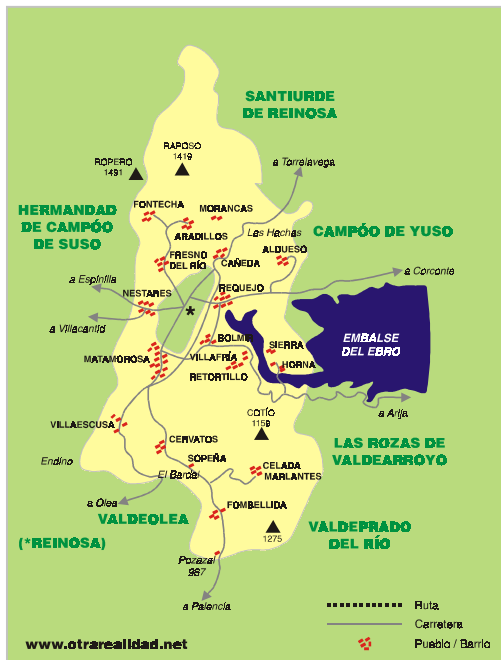 SANTIURDE
DE REINOSA
RAPOSO
1419
ROPERO
1491
a Torrelavega
FONTECHA
MORANCAS
HERMANDAD
DE CAMPÓO
DE SUSO
ARADILLOS
Las Hachas
CAMPÓO DE YUSO
ALDUESO
FRESNO
DEL RÍO
CAÑEDA
a Espinilla
a Corconte
REQUEJO
NESTARES
*
a Villacantid
BOLMIR
EMBALSE
DEL EBRO
SIERRA
MATAMOROSA
VILLAFRÍA
HORNA
RETORTILLO
COTÍO
1159
a Arija
VILLAESCUSA
LAS ROZAS DE
VALDEARROYO
CERVATOS
Endino
SOPEÑA
CELADA
MARLANTES
El Bardal
a Olea
FOMBELLIDA
VALDEOLEA
VALDEPRADO
DEL RÍO
(*REINOSA)
1275
Pozazal
987
a Palencia
Ruta
Carretera
Pueblo / Barrio
www.otrarealidad.net